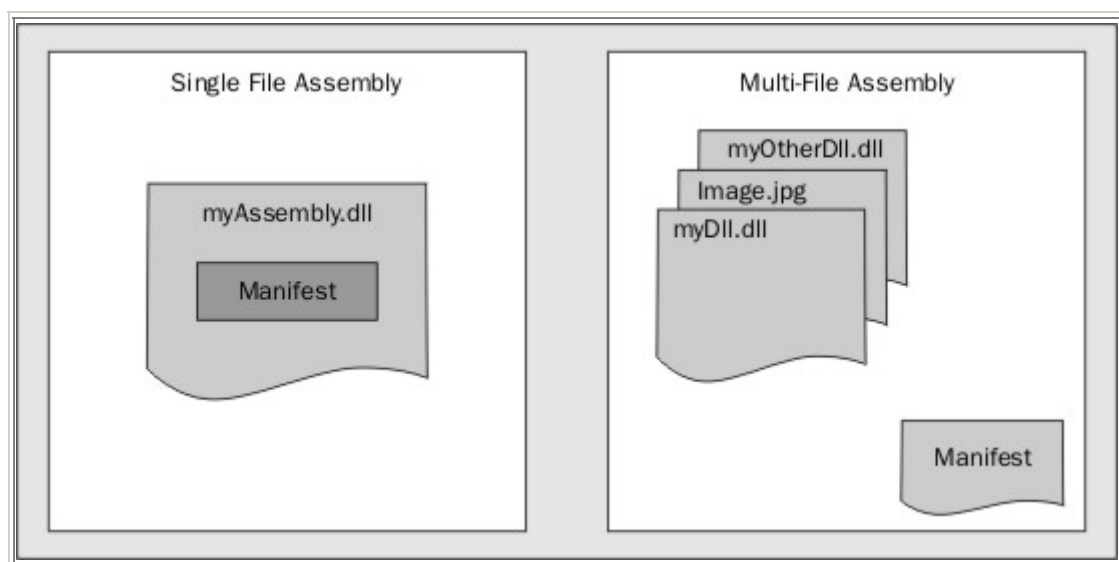 Single File Assembly
myAssembly.dll
Manifest
Multi-File Assembly
myOtherDll.dll
Image.jpg
myDll.dll
Manifest